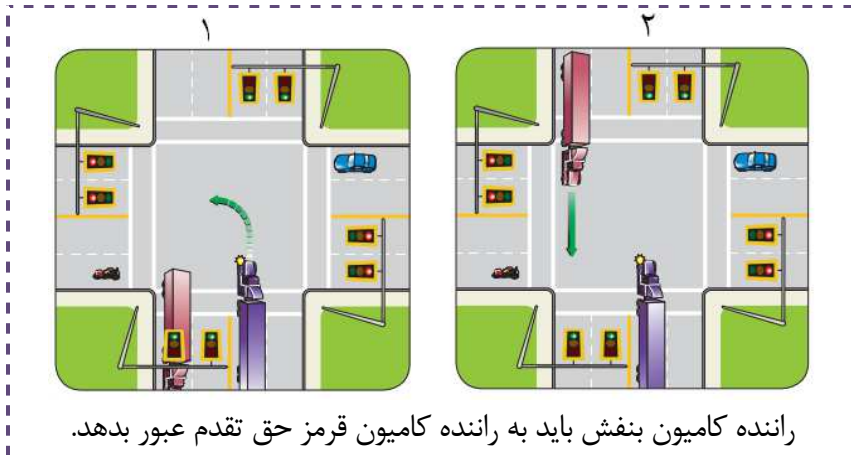 ۱
۲
راننده کامیون بنفش باید به راننده کامیون قرمز حق تقدم عبور بدهد.